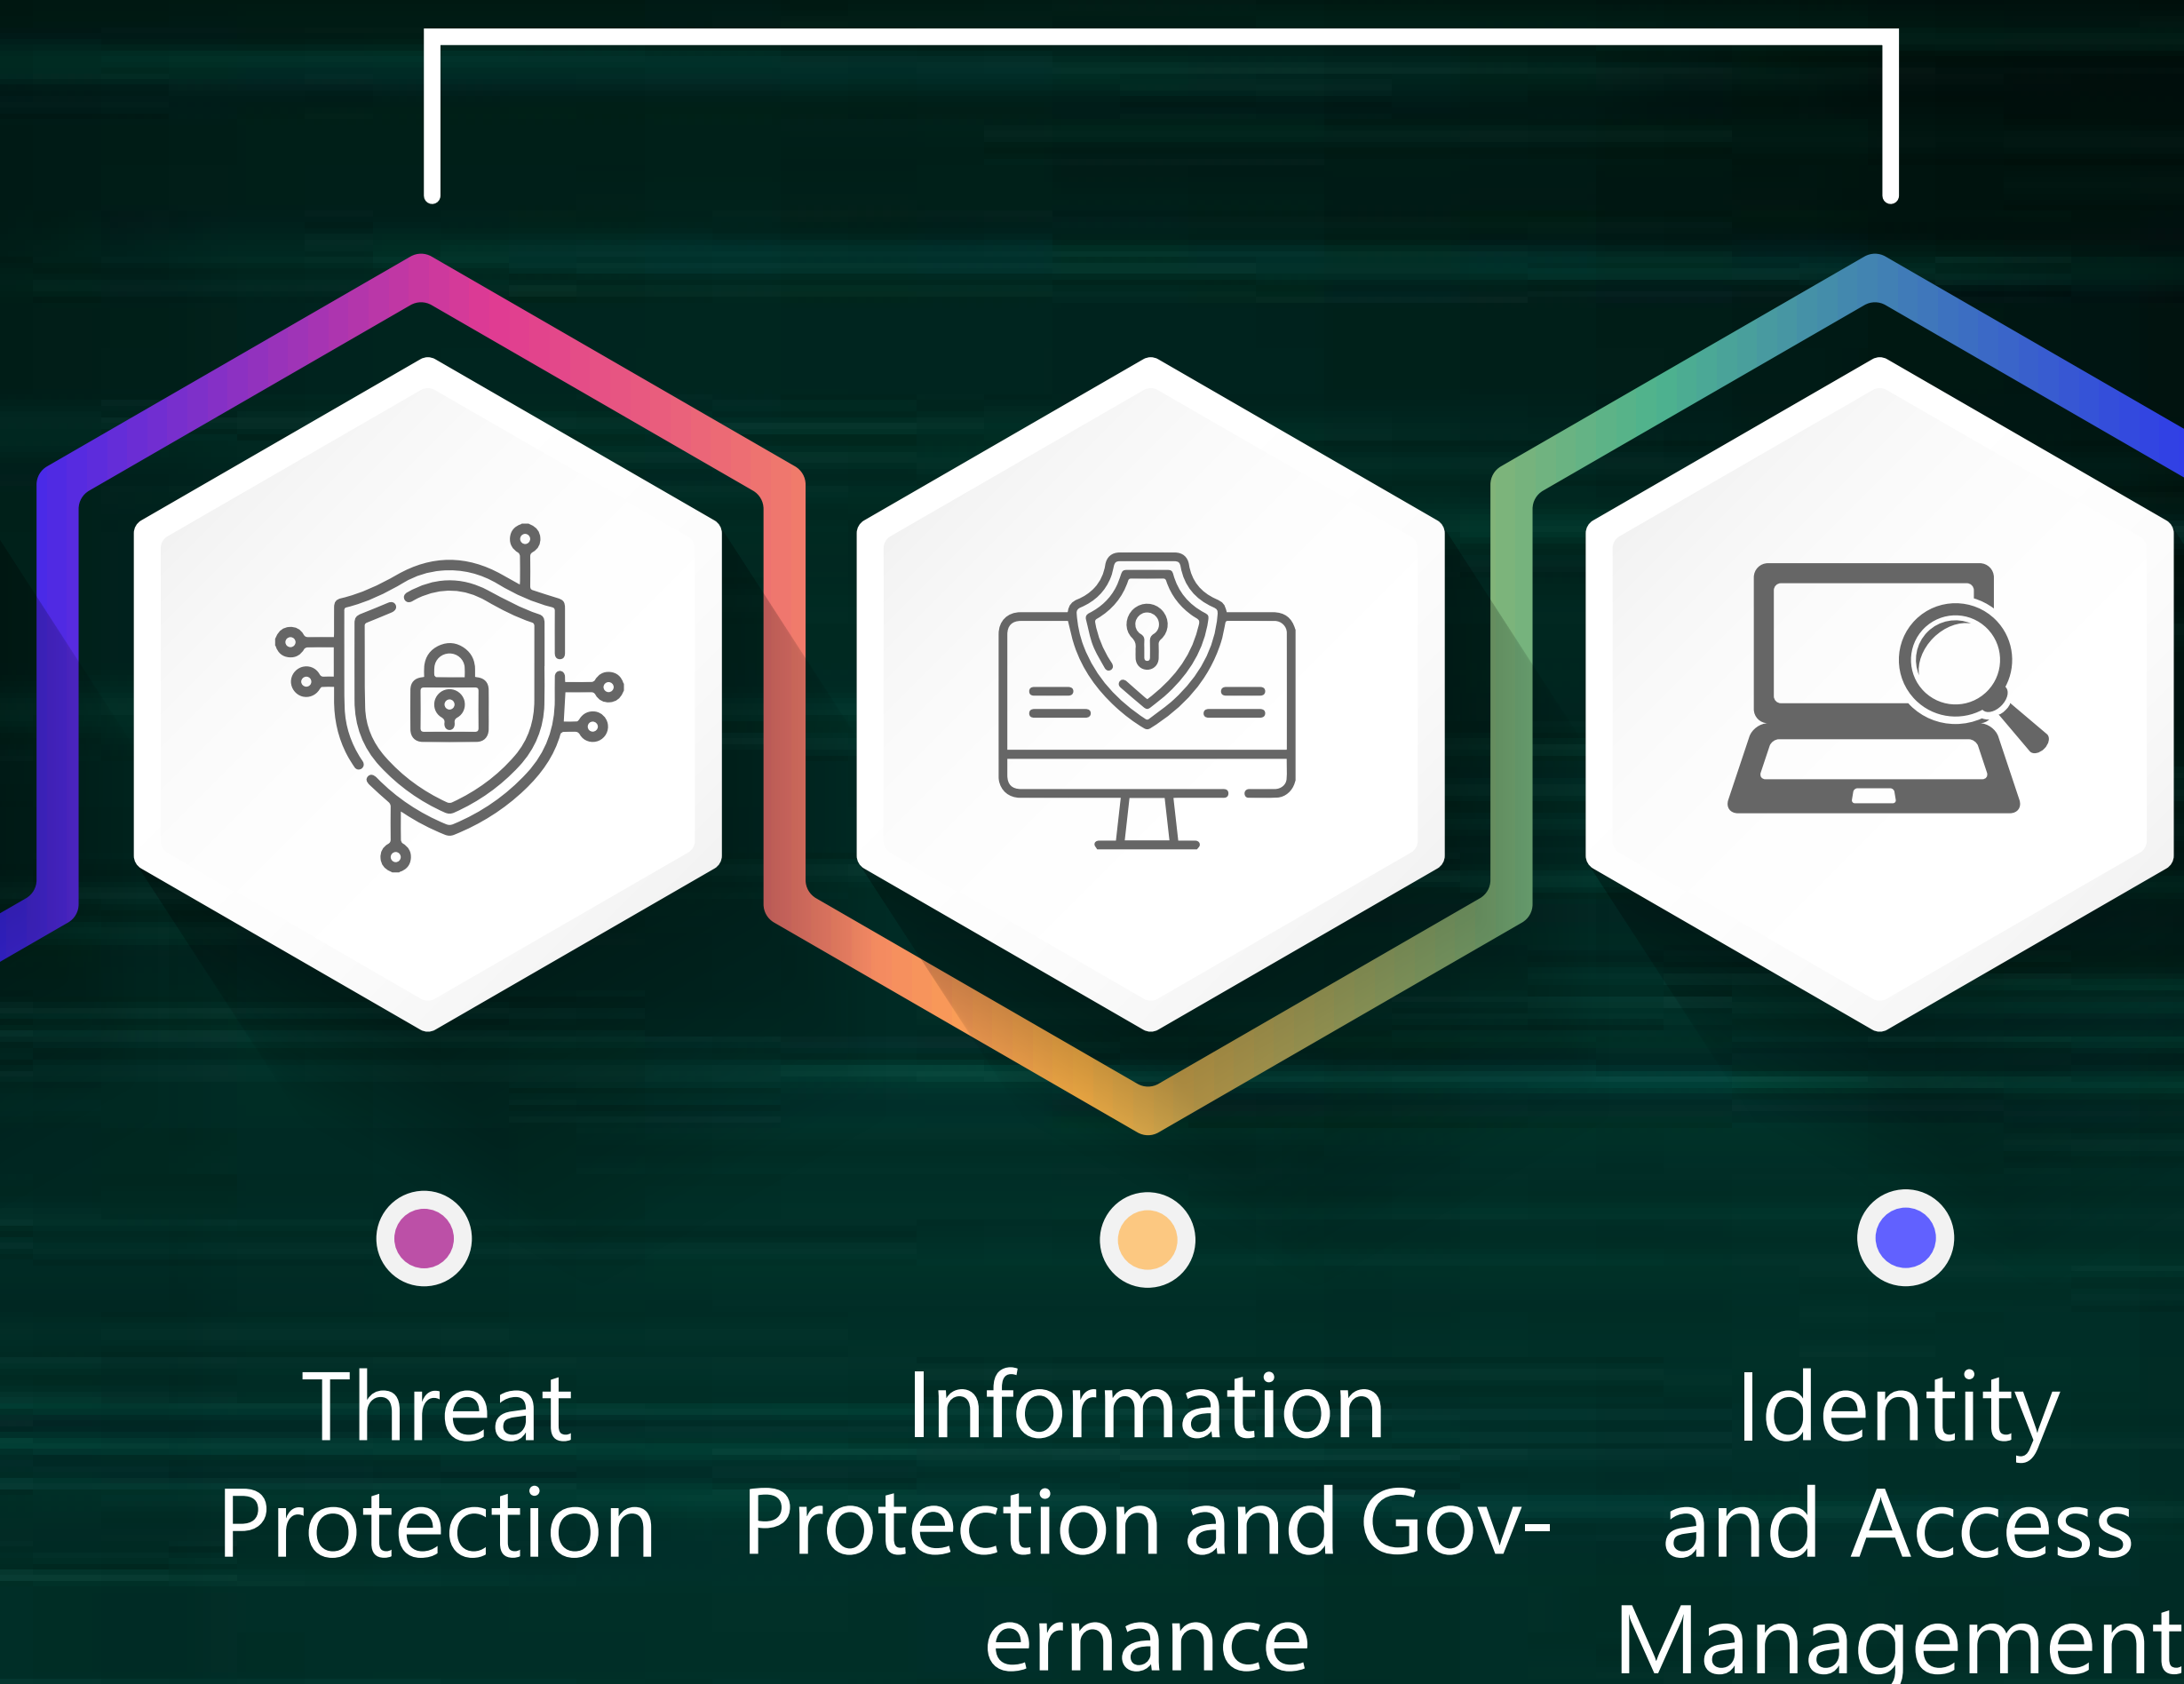 Threat
Protection
Information
Protection and Gov-
ernance
Identity
and Access
Management